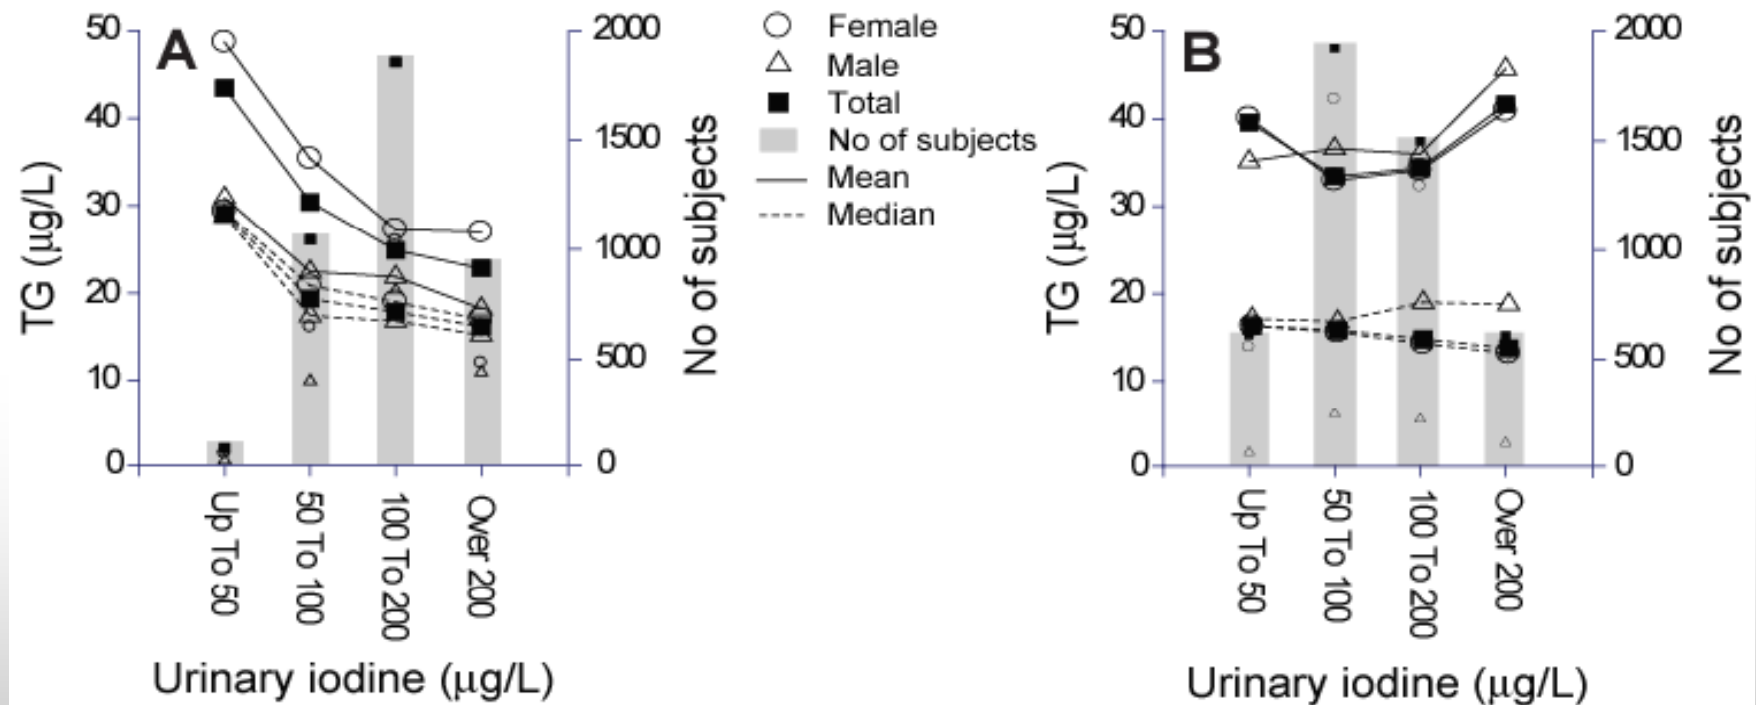 A
50
40
30
20
10
0
TG (µg/L)
2000
1500
1000
500
0
No of subjects
Up To 50
50 To 100
100 To 200
Over 200
Urinary iodine (µg/L)
Female
Male
Total
No of subjects
Mean
Median
B
50
40
30
20
10
0
TG (µg/L)
2000
1500
1000
500
0
No of subjects
Up To 50
50 To 100
100 To 200
Over 200
Urinary iodine (µg/L)